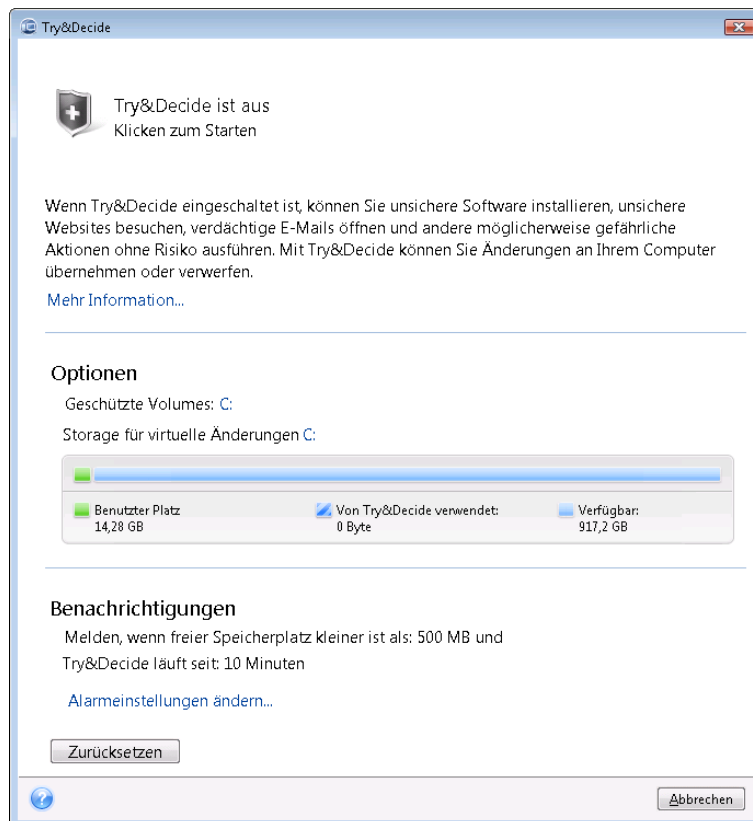 Try&Decide
Try&Decide ist aus
Klicken zum Starten
Wenn Try&Decide eingeschaltet ist, können Sie unsichere Software installieren, unsichere
Websites besuchen, verdächtige E-Mails öffnen und andere möglicherweise gefährliche
Aktionen ohne Risiko ausführen. Mit Try&Decide können Sie Änderungen an Ihrem Computer
übernehmen oder verwerfen.
Mehr Information...
Optionen
Geschützte Volumes: C:
Storage für virtuelle Änderungen C:
Benutzter Platz
14,28 GB
Von Try&Decide verwendet:
0 Byte
Verfügbar:
917,2 GB
Benachrichtigungen
Melden, wenn freier Speicherplatz kleiner ist als: 500 MB und
Try&Decide läuft seit: 10 Minuten
Alarmeinstellungen ändern...
Zurücksetzen
Abbrechen